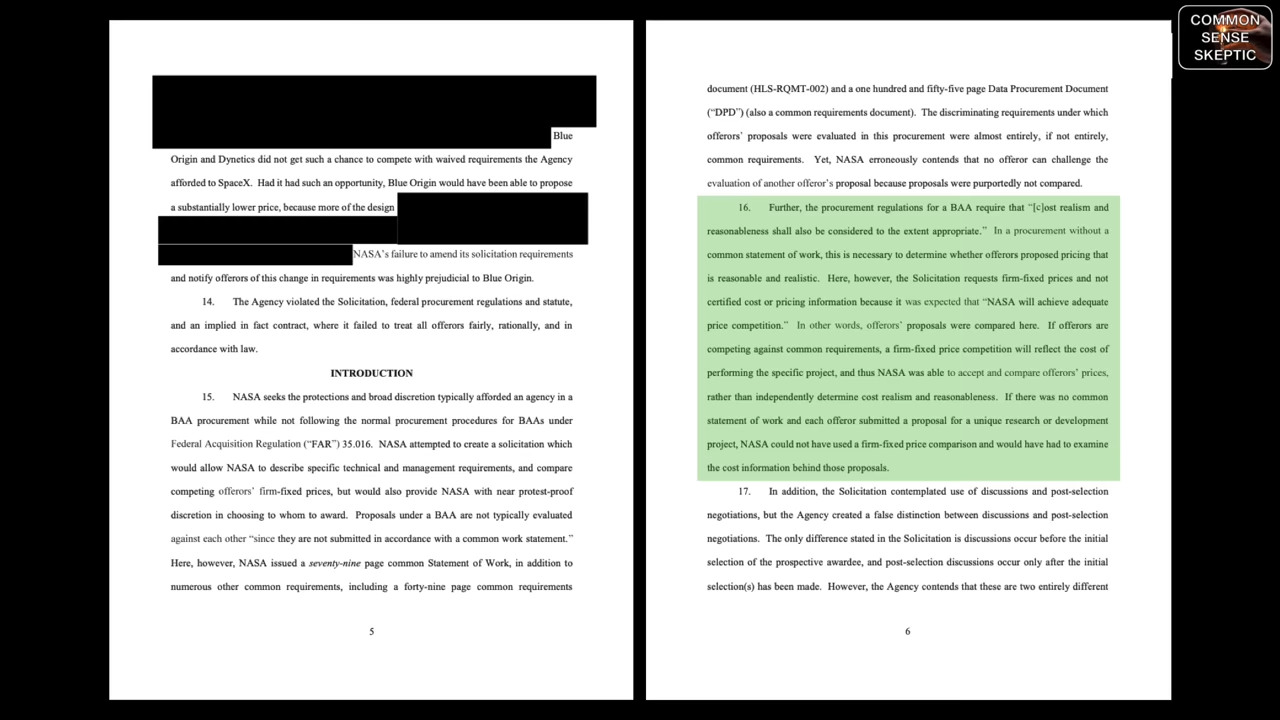 COMMON
SENSE
SKEPTIC
Blue
Origin and Dynetics did not get such a chance to compete with waived requirements the Agency
afforded to SpaceX. Had it had such an opportunity, Blue Origin would have been able to propose
a substantially lower price, because more of the design
NASA's failure to amend its solicitation requirements
and notify offerors of this change in requirements was highly prejudicial to Blue Origin.
14. The Agency violated the Solicitation, federal procurement regulations and statute,
and an implied in fact contract, where it failed to treat all offerors fairly, rationally, and in
accordance with law.
INTRODUCTION
15. NASA seeks the protections and broad discretion typically afforded an agency in a
BAA procurement while not following the normal procurement procedures for BAAs under
Federal Acquisition Regulation ("FAR") 35.016. NASA attempted to create a solicitation which
would allow NASA to describe specific technical and management requirements, and compare
competing offerors' firm-fixed prices, but would also provide NASA with near protest-proof
discretion in choosing to whom to award. Proposals under a BAA are not typically evaluated
against each other "since they are not submitted in accordance with a common work statement."
Here, however, NASA issued a seventy-nine page common Statement of Work, in addition to
numerous other common requirements, including a forty-nine page common requirements
5
document (HLS-RQMT-002) and a one hundred and fifty-five page Data Procurement Document
("DPD") (also a common requirements document). The discriminating requirements under which
offerors' proposals were evaluated in this procurement were almost entirely, if not entirely,
common requirements. Yet, NASA erroneously contends that no offeror can challenge the
evaluation of another offeror's proposal because proposals were purportedly not compared.
16. Further, the procurement regulations for a BAA require that "[c]ost realism and
reasonableness shall also be considered to the extent appropriate." In a procurement without a
common statement of work, this is necessary to determine whether offerors proposed pricing that
is reasonable and realistic. Here, however, the Solicitation requests firm-fixed prices and not
certified cost or pricing information because it was expected that "NASA will achieve adequate
price competition." In other words, offerors' proposals were compared here. If offerors are
competing against common requirements, a firm-fixed price competition will reflect the cost of
performing the specific project, and thus NASA was able to accept and compare offerors' prices,
rather than independently determine cost realism and reasonableness. If there was no common
statement of work and each offeror submitted a proposal for a unique research or development
project, NASA could not have used a firm-fixed price comparison and would have had to examine
the cost information behind those proposals.
17. In addition, the Solicitation contemplated use of discussions and post-selection
negotiations, but the Agency created a false distinction between discussions and post-selection
negotiations. The only difference stated in the Solicitation is discussions occur before the initial
selection of the prospective awardee, and post-selection discussions occur only after the initial
selection(s) has been made. However, the Agency contends that these are two entirely different
6